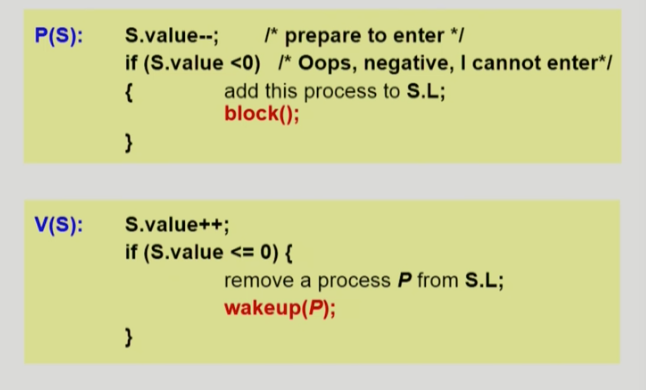 P(S): S.value--; /* prepare to enter */
if (S.value <0) /* Oops, negative, I cannot enter*/
{ add this process to S.L;
block();
}
V(S): S.value++;
if (S.value <= 0) {
remove a process P from S.L;
wakeup(P);
}